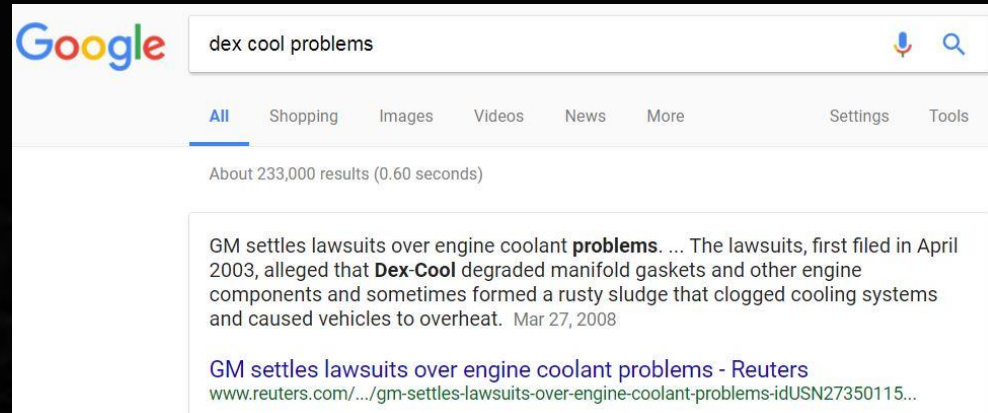 Google
dex cool problems
All Shopping Images Videos News More Settings Tools
About 233,000 results (0.60 seconds)
GM settles lawsuits over engine coolant problems. ... The lawsuits, first filed in April
2003, alleged that Dex-Cool degraded manifold gaskets and other engine
components and sometimes formed a rusty sludge that clogged cooling systems
and caused vehicles to overheat. Mar 27, 2008
GM settles lawsuits over engine coolant problems - Reuters
www.reuters.com/.../gm-settles-lawsuits-over-engine-coolant-problems-idUSN27350115...